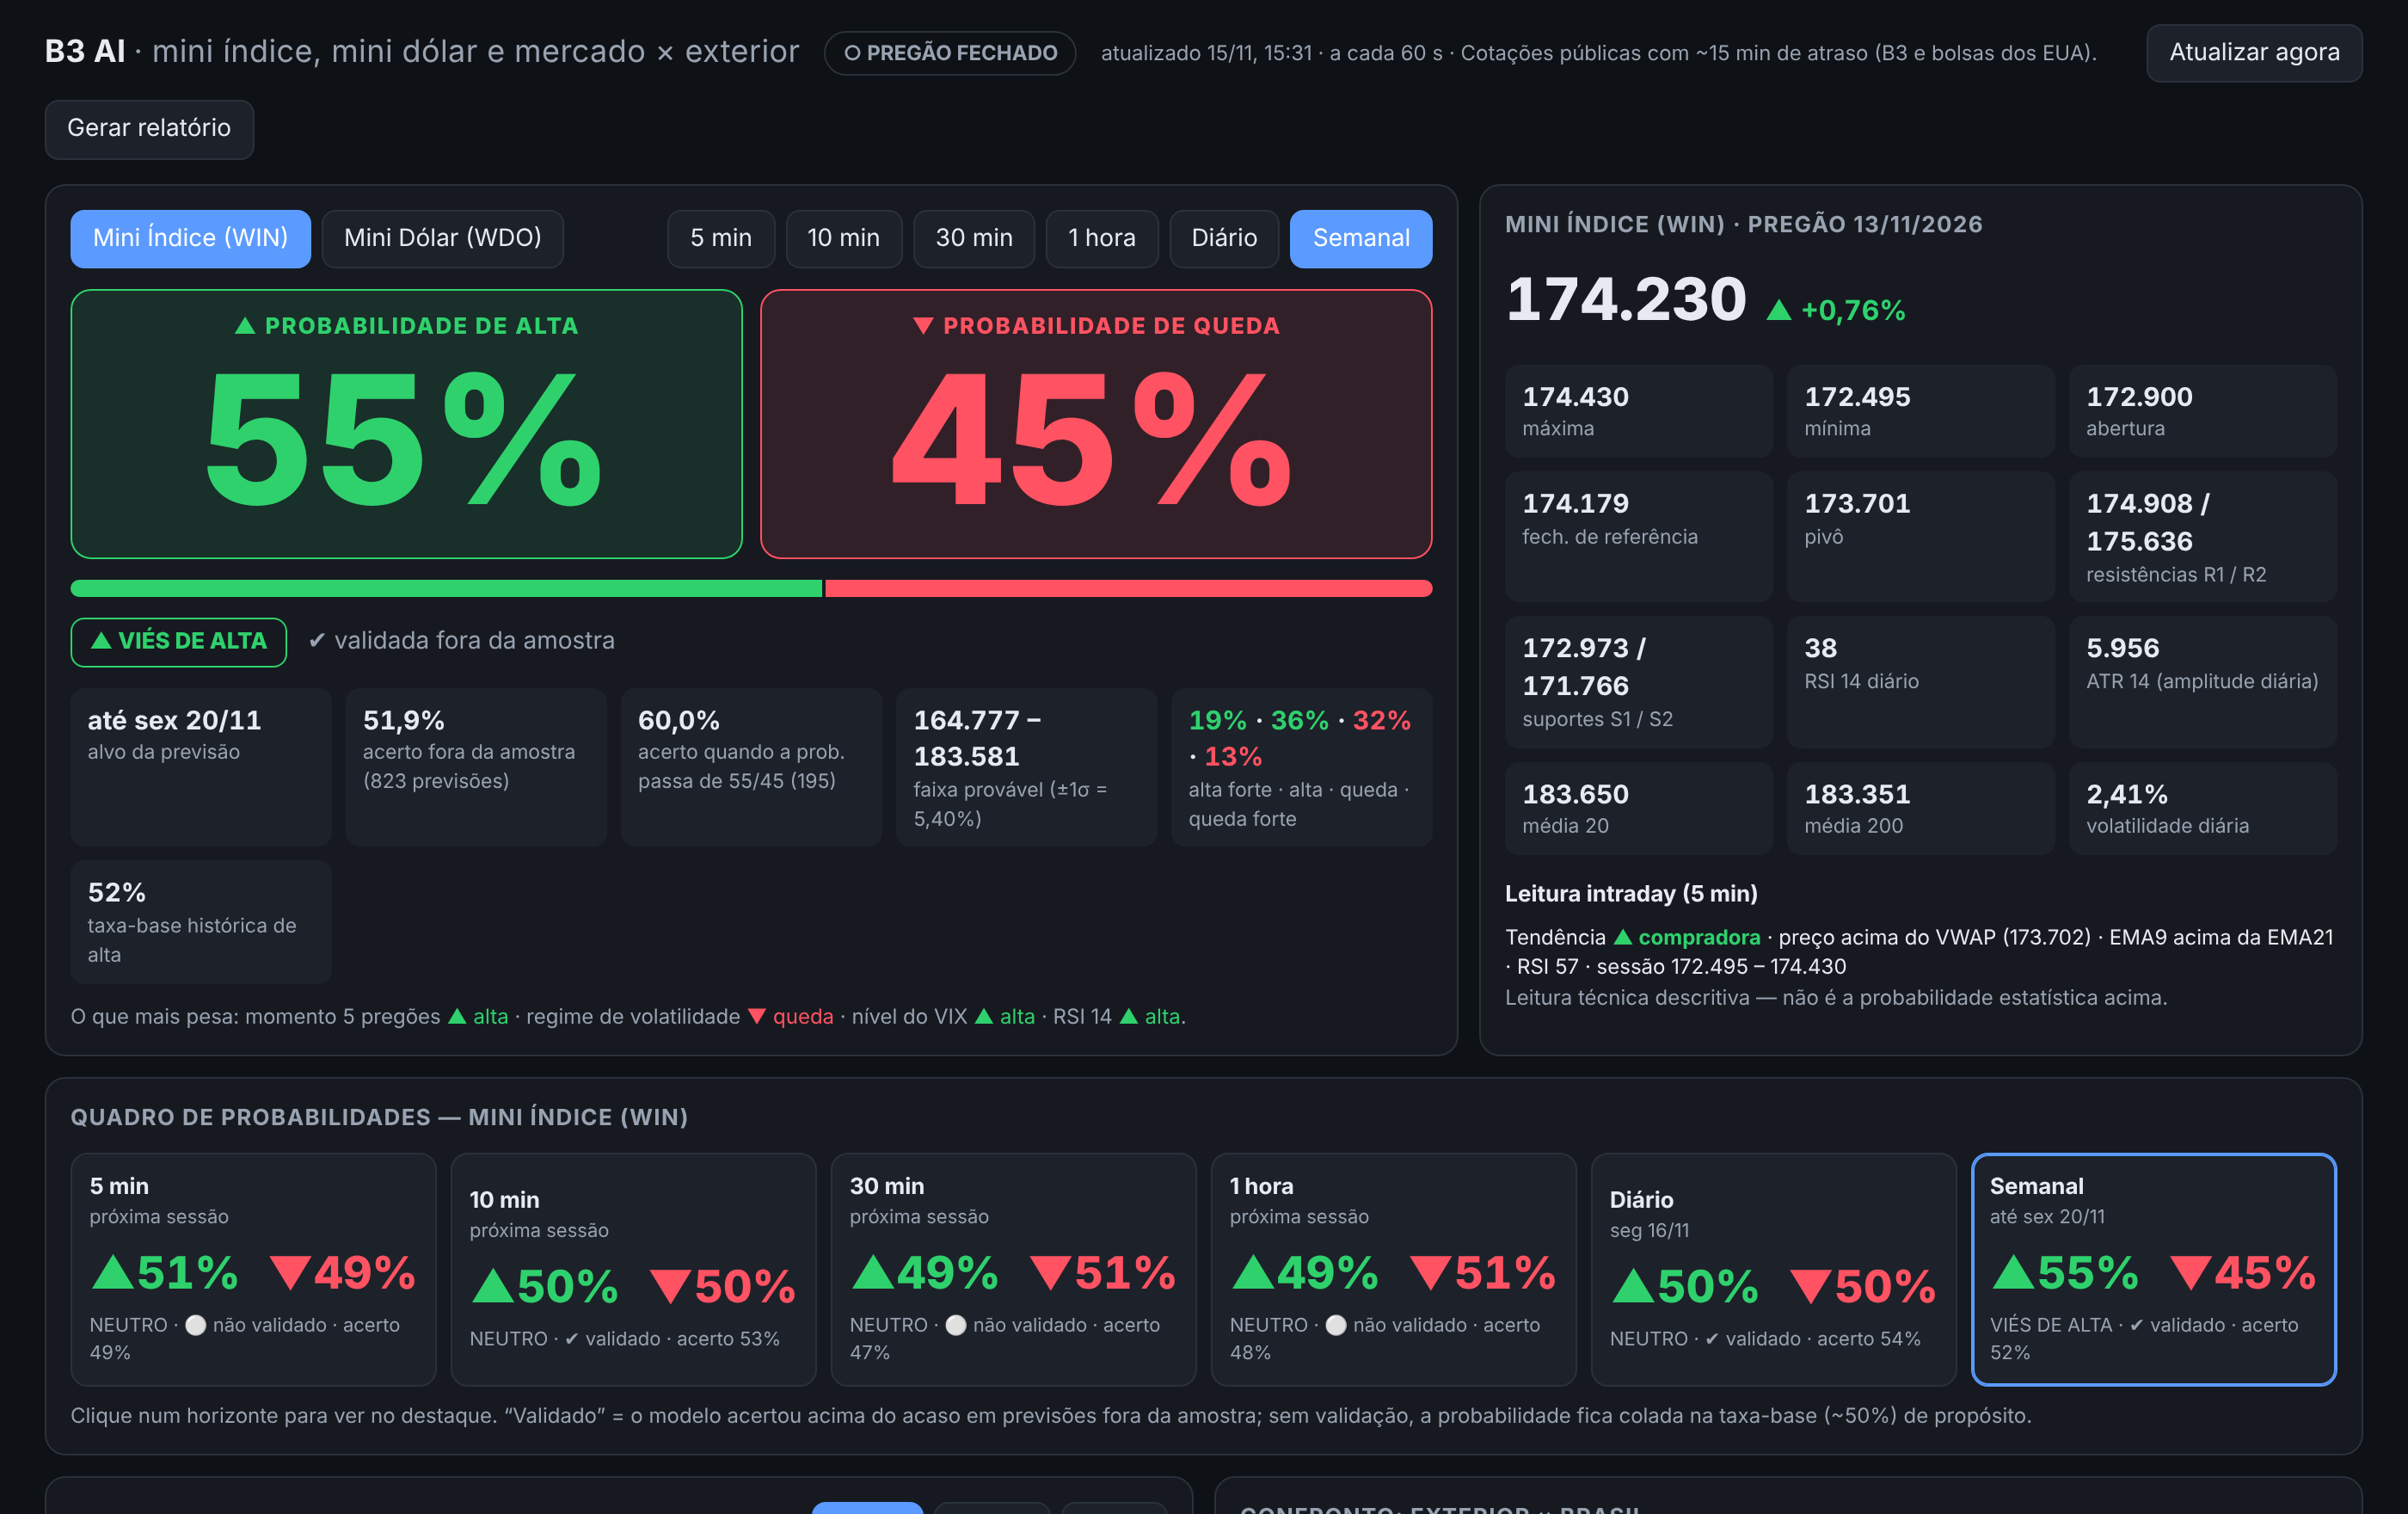 B3 AI · mini índice, mini dólar e mercado × exterior
PREGÃO FECHADO
atualizado 15/11, 15:31 · a cada 60 s · Cotações públicas com ~15 min de atraso (B3 e bolsas dos EUA).
Atualizar agora
Gerar relatório
Mini Índice (WIN)
Mini Dólar (WDO)
5 min
10 min
30 min
1 hora
Diário
Semanal
▲ PROBABILIDADE DE ALTA
55%
▼ PROBABILIDADE DE QUEDA
45%
▲ VIÉS DE ALTA
✔ validada fora da amostra
até sex 20/11
alvo da previsão
51,9%
acerto fora da amostra
(823 previsões)
60,0%
acerto quando a prob.
passa de 55/45 (195)
164.777 –
183.581
faixa provável (±1σ =
5,40%)
19% · 36% · 32%
· 13%
alta forte · alta · queda ·
queda forte
52%
taxa-base histórica de
alta
O que mais pesa: momento 5 pregões ▲ alta · regime de volatilidade ▼ queda · nível do VIX ▲ alta · RSI 14 ▲ alta.
MINI ÍNDICE (WIN) · PREGÃO 13/11/2026
174.230 ▲ +0,76%
174.430
máxima
172.495
mínima
172.900
abertura
174.179
fech. de referência
173.701
pivô
174.908 /
175.636
resistências R1 / R2
172.973 /
171.766
suportes S1 / S2
38
RSI 14 diário
5.956
ATR 14 (amplitude diária)
183.650
média 20
183.351
média 200
2,41%
volatilidade diária
Leitura intraday (5 min)
Tendência ▲ compradora · preço acima do VWAP (173.702) · EMA9 acima da EMA21
· RSI 57 · sessão 172.495 – 174.430
Leitura técnica descritiva — não é a probabilidade estatística acima.
QUADRO DE PROBABILIDADES — MINI ÍNDICE (WIN)
5 min
próxima sessão
▲51% ▼49%
NEUTRO · ⚪ não validado · acerto
49%
10 min
próxima sessão
▲50% ▼50%
NEUTRO · ✔ validado · acerto 53%
30 min
próxima sessão
▲49% ▼51%
NEUTRO · ⚪ não validado · acerto
47%
1 hora
próxima sessão
▲49% ▼51%
NEUTRO · ⚪ não validado · acerto
48%
Diário
seg 16/11
▲50% ▼50%
NEUTRO · ✔ validado · acerto 54%
Semanal
até sex 20/11
▲55% ▼45%
VIÉS DE ALTA · ✔ validado · acerto
52%
Clique num horizonte para ver no destaque. “Validado” = o modelo acertou acima do acaso em previsões fora da amostra; sem validação, a probabilidade fica colada na taxa-base (~50%) de propósito.
CONFRONTO: EXTERIOR × BRASIL